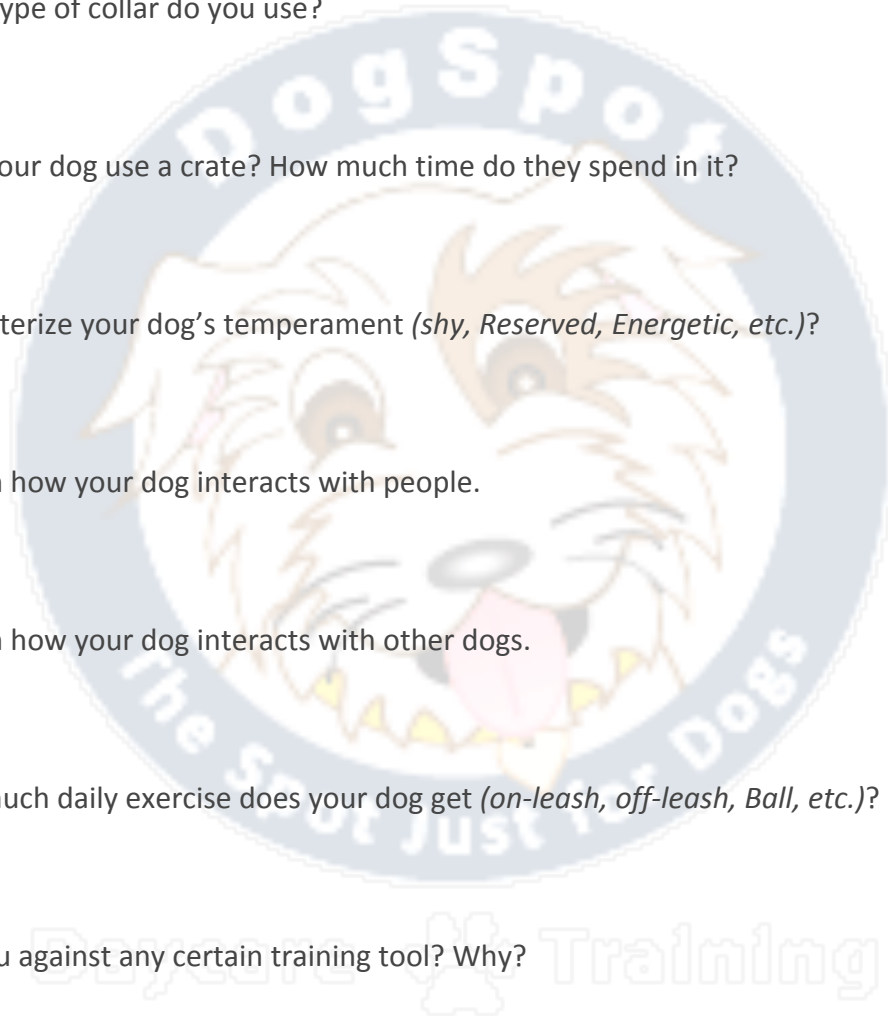 ype of collar do you use?
DogSpot
our dog use a crate? How much time do they spend in it?
terize your dog’s temperament (shy, Reserved, Energetic, etc.)?
how your dog interacts with people.
how your dog interacts with other dogs.
The Spot Just for Dogs
uch daily exercise does your dog get (on-leash, off-leash, Ball, etc.)?
u against any certain training tool? Why?
Daycare Training